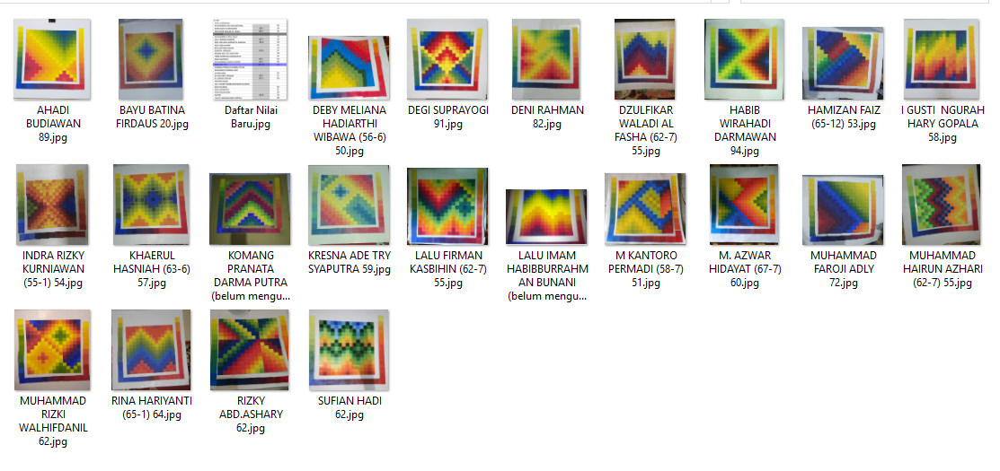 AHADI
BUDIAWAN
89.jpg
BAYU BATINA
FIRDAUS 20.jpg
Daftar Nilai
Baru.jpg
DEBY MELIANA
HADIARTHI
WIBAWA (56-6)
50.jpg
DEGI SUPRAYOGI
91.jpg
DENI RAHMAN
82.jpg
DZULFIKAR
WALADI AL
FASHA (62-7)
55.jpg
HABIB
WIRAHADI
DARMAWAN
94.jpg
HAMIZAN FAIZ
(65-12) 53.jpg
I GUSTI NGURAH
HARY GOPALA
58.jpg
INDRA RIZKY
KURNIAWAN
(55-1) 54.jpg
KHAERUL
HASNIAH (63-6)
57.jpg
KOMANG
PRANATA
DARMA PUTRA
(belum mengu...
KRESNA ADE TRY
SYAPUTRA 59.jpg
LALU FIRMAN
KASBIHIN (62-7)
55.jpg
LALU IMAM
HABIBBURRAHM
AN BUNANI
(belum mengu...
M KANTORO
PERMADI (58-7)
51.jpg
M. AZWAR
HIDAYAT (67-7)
60.jpg
MUHAMMAD
FAROJI ADLY
72.jpg
MUHAMMAD
HAIRUN AZHARI
(62-7) 55.jpg
MUHAMMAD
RIZKI
WALHIFDANIL
62.jpg
RINA HARIYANTI
(65-1) 64.jpg
RIZKY
ABD.ASHARY
62.jpg
SUFIAN HADI
62.jpg